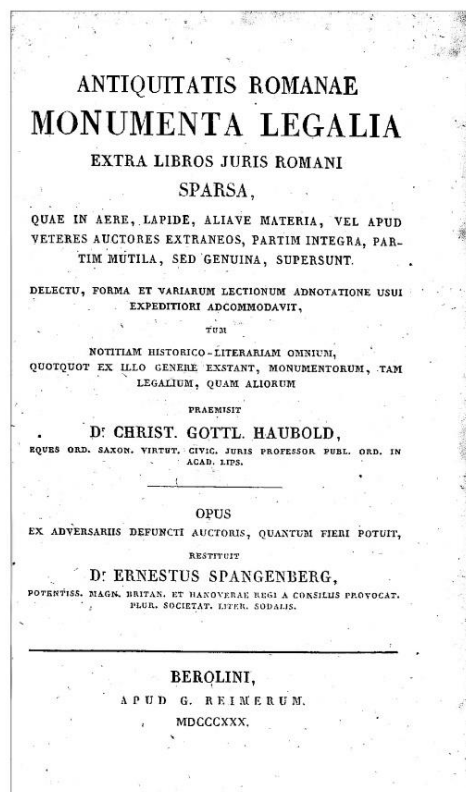 ANTIQUITATIS ROMANAE
MONUMENTA LEGALIA
EXTRA LIBROS JURIS ROMANI
SPARSA,
QUAE IN AERE, LAPIDE, ALIAVE MATERIA, VEL APUD
VETERES AUCTORES EXTRANEOS, PARTIM INTEGRA, PAR-
TIM MUTILA, SED GENUINA, SUPERSUNT.
DELECTU, FORMA ET VARIARUM LECTIONUM ADNOTATIONE USUI
EXPEDITIORI ADCOMMODAVIT,
TUM
NOTITIAM HISTORICO-LITERARIAM OMNIUM,
QUOTQUOT EX ILLO GENERE EXSTANT, MONUMENTORUM, TAM
LEGALIUM, QUAM ALIORUM
PRAEMISIT
Dr CHRIST. GOTTL. HAUBOLD,
EQUES ORD. SAXON. VIRTUT. CIVIC. JURIS PROFESSOR PUBL. ORD. IN
ACAD. LIPS.
OPUS
EX ADVERSARIIS DEFUNCTI AUCTORIS, QUANTUM FIERI POTUIT,
RESTITUIT
Dr ERNESTUS SPANGENBERG,
POTENTISS. MAGN. BRITAN. ET HANOVERAE REGI A CONSILIIS PROVOCAT.
PLUR. SOCIETAT. LITER. SODALIS.
BEROLINI,
APUD G. REIMERUM.
MDCCCXXX.